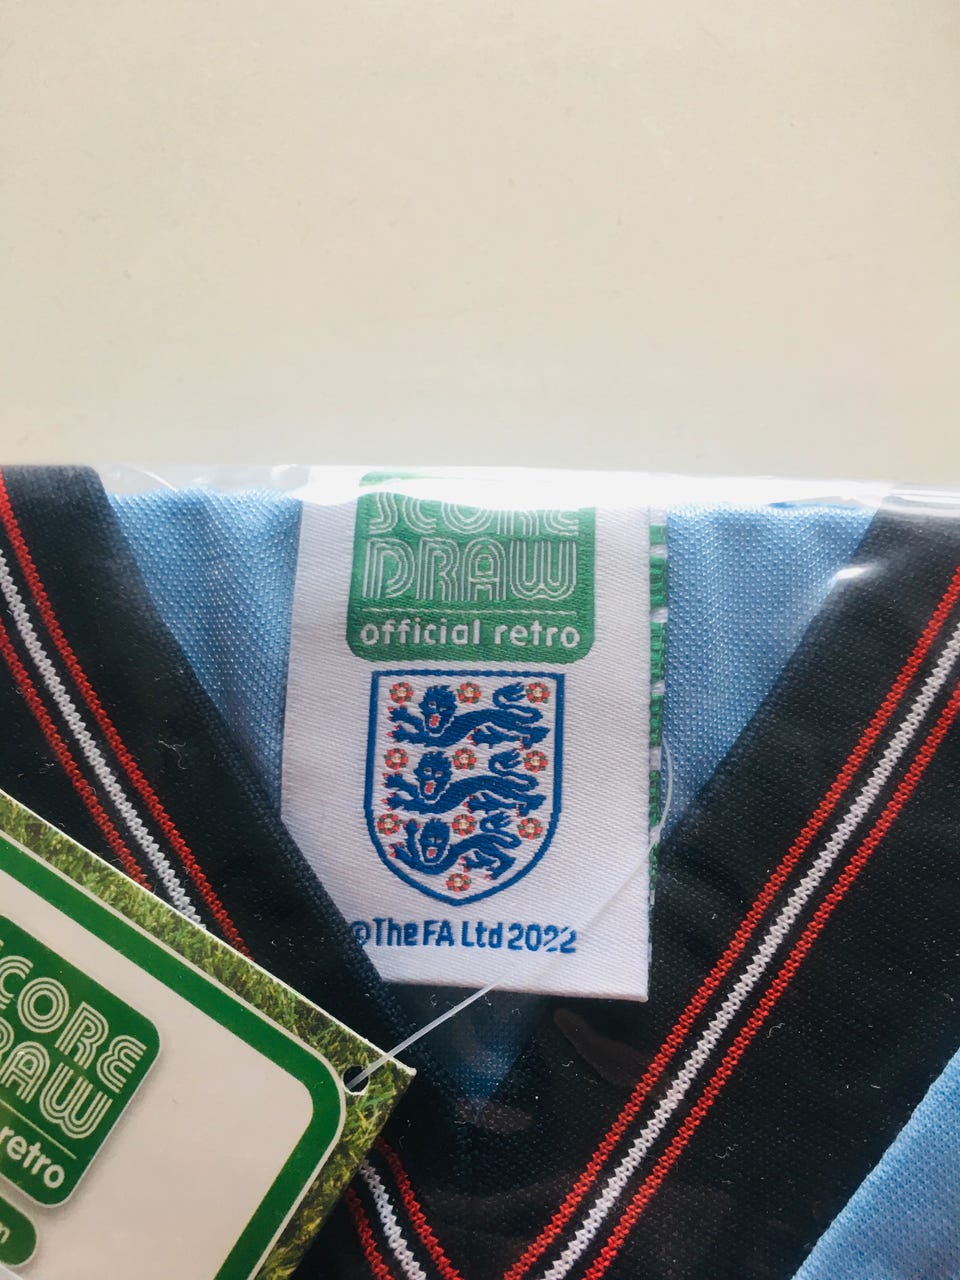 SCORE
DRAW
official retro
©The FA Ltd 2022
SCORE
DRAW
retro